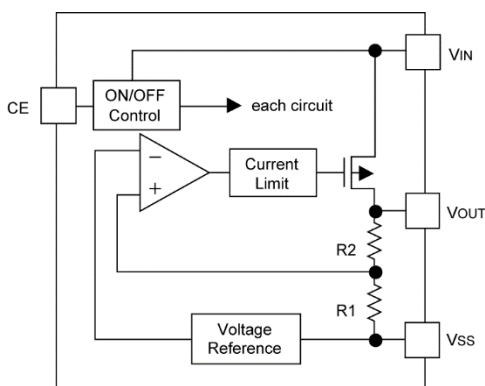 VIN
CE
ON/OFF
Control
each circuit
−
+
Current
Limit
VOUT
R2
R1
Voltage
Reference
VSS